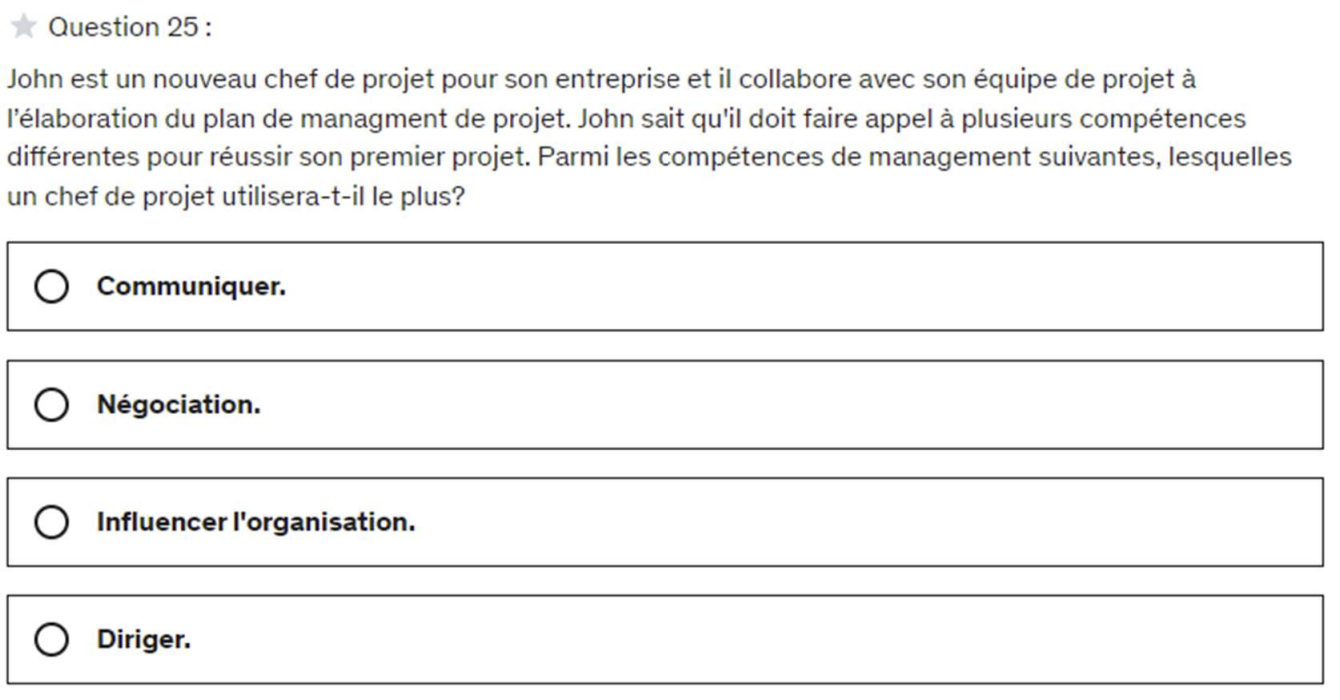 Question 25 :
John est un nouveau chef de projet pour son entreprise et il collabore avec son équipe de projet à
l’élaboration du plan de managment de projet. John sait qu'il doit faire appel à plusieurs compétences
différentes pour réussir son premier projet. Parmi les compétences de management suivantes, lesquelles
un chef de projet utilisera-t-il le plus?
Communiquer.
Négociation.
Influencer l'organisation.
Diriger.